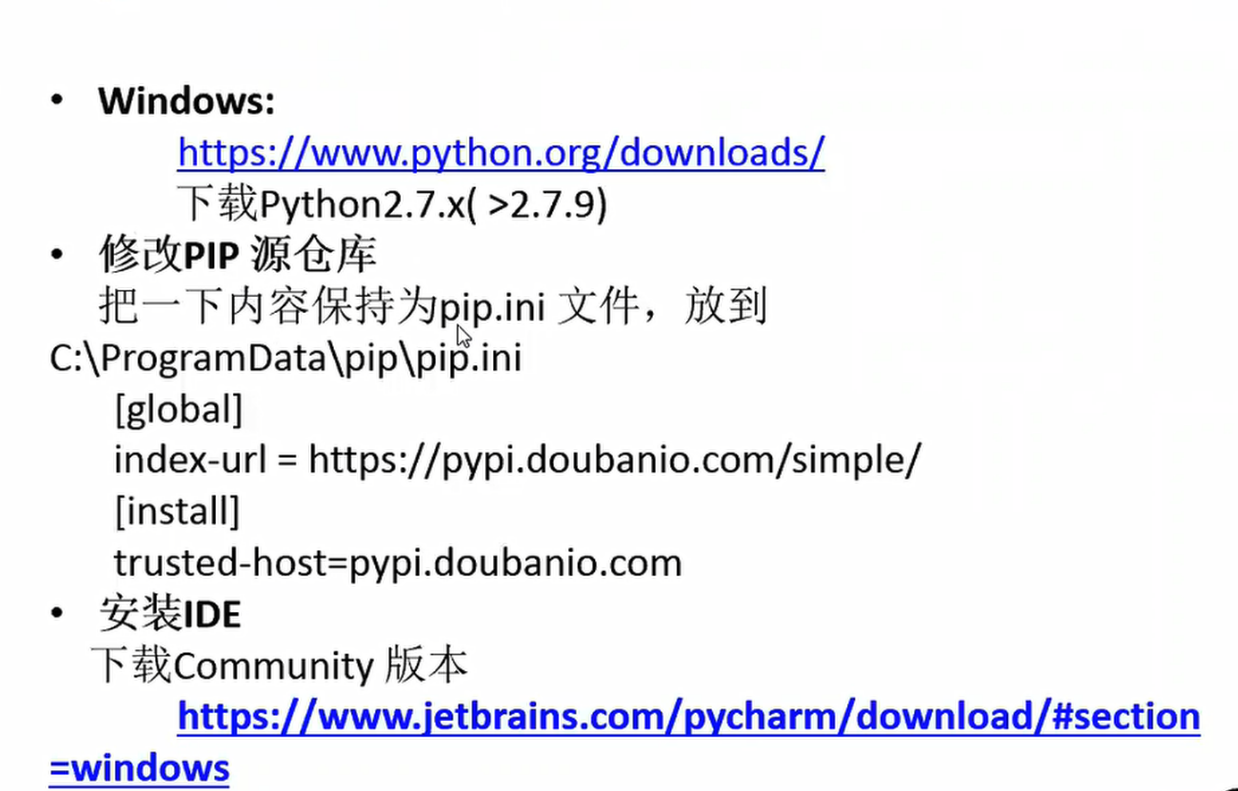 • Windows:
https://www.python.org/downloads/
下载Python2.7.x( >2.7.9)
• 修改PIP 源仓库
把一下内容保持为pip.ini 文件，放到
C:\ProgramData\pip\pip.ini
[global]
index-url = https://pypi.doubanio.com/simple/
[install]
trusted-host=pypi.doubanio.com
• 安装IDE
下载Community 版本
https://www.jetbrains.com/pycharm/download/#section
=windows